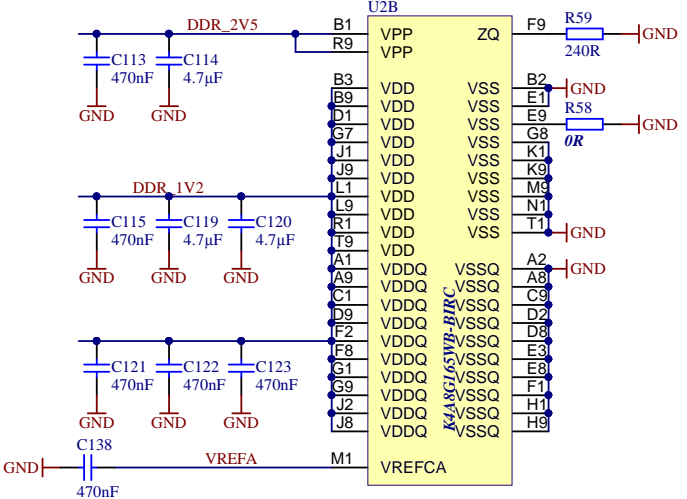 U2B
DDR_2V5
B1 VPP ZQ F9 R59 GND
R9 VPP 240R
C113 C114
470nF 4.7µF
GND GND
B3 VDD VSS B2 GND
B9 VDD VSS E1
D1 VDD VSS E9 R58 GND
0R
G7 VDD VSS G8
J1 VDD VSS K1
J9 VDD VSS K9
DDR_1V2
L1 VDD VSS M9
L9 VDD VSS N1
R1 VDD VSS T1 GND
T9 VDD
C115 C119 C120
470nF 4.7µF 4.7µF
GND GND GND
A1 VDDQ VSSQ A2 GND
A9 VDDQ VSSQ A8
C1 VDDQ VSSQ C9
D9 VDDQ VSSQ D2
F2 VDDQ VSSQ D8
F8 VDDQ VSSQ E3
G1 VDDQ VSSQ E8
G9 VDDQ VSSQ F1
J2 VDDQ VSSQ H1
J8 VDDQ VSSQ H9
K4A8G165WB-BIRC
C121 C122 C123
470nF 470nF 470nF
GND GND GND
C138
GND VREFA M1 VREFCA
470nF